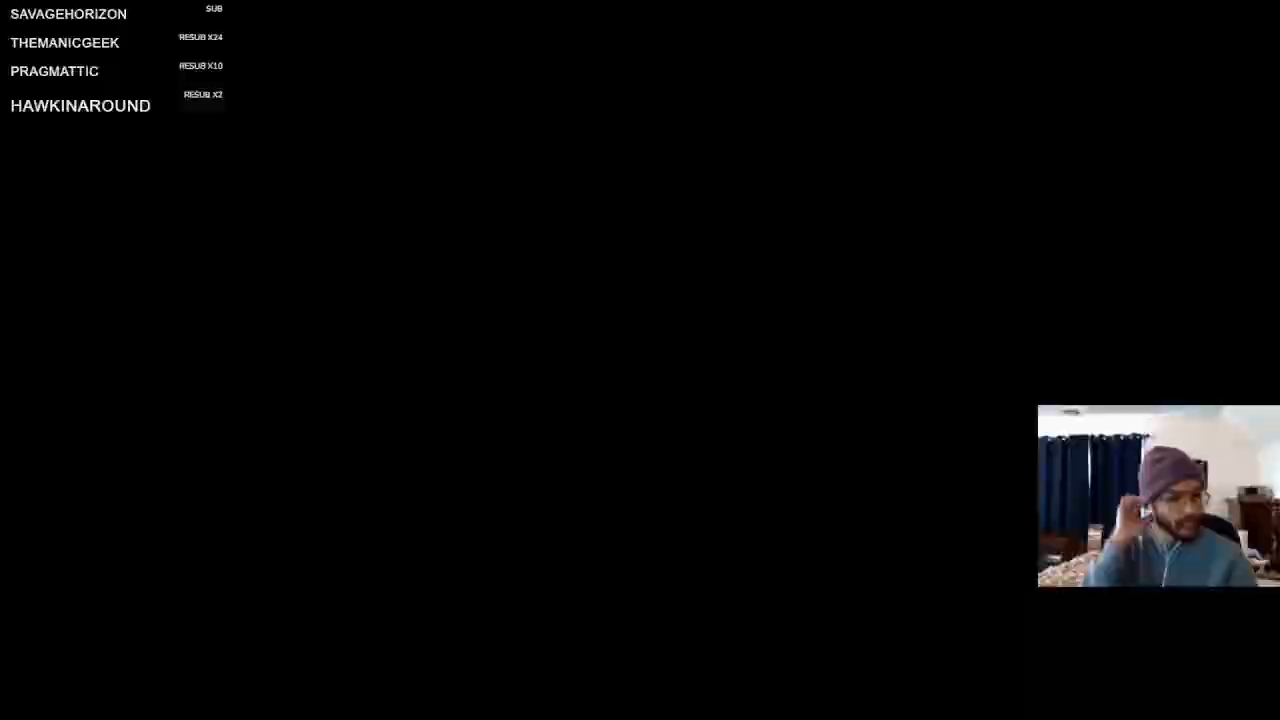 SAVAGEHORIZON SUB
THEMANICGEEK RESUB X24
PRAGMATTIC RESUB X10
HAWKINAROUND RESUB X2